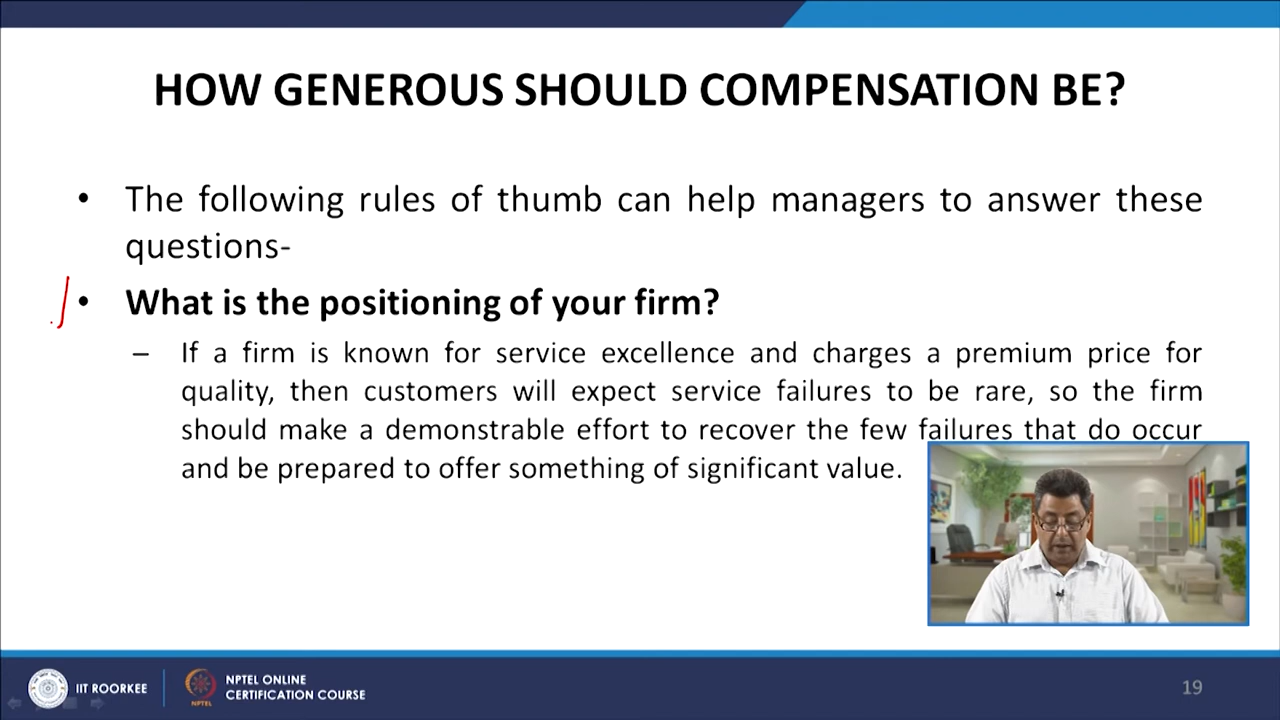 HOW GENEROUS SHOULD COMPENSATION BE?
• The following rules of thumb can help managers to answer these
questions-
• What is the positioning of your firm?
– If a firm is known for service excellence and charges a premium price for
quality, then customers will expect service failures to be rare, so the firm
should make a demonstrable effort to recover the few failures that do occur
and be prepared to offer something of significant value.
IIT ROORKEE
NPTEL
NPTEL ONLINE
CERTIFICATION COURSE
19